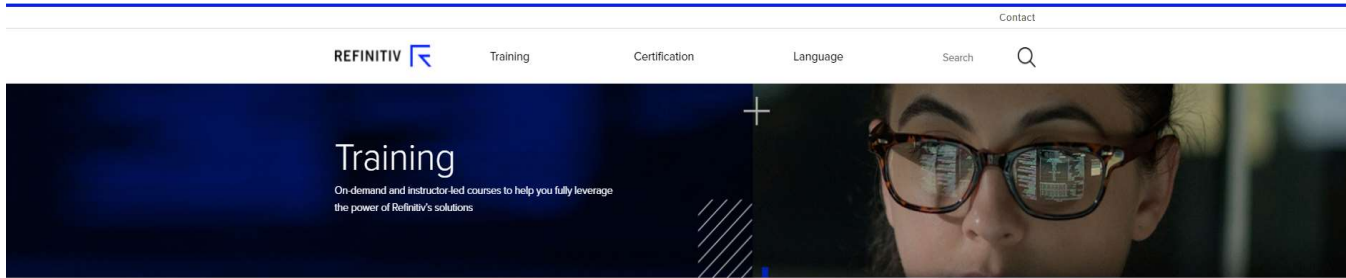 Contact
REFINITIV Training Certification Language Search
Training
On-demand and instructor-led courses to help you fully leverage
the power of Refinitiv's solutions